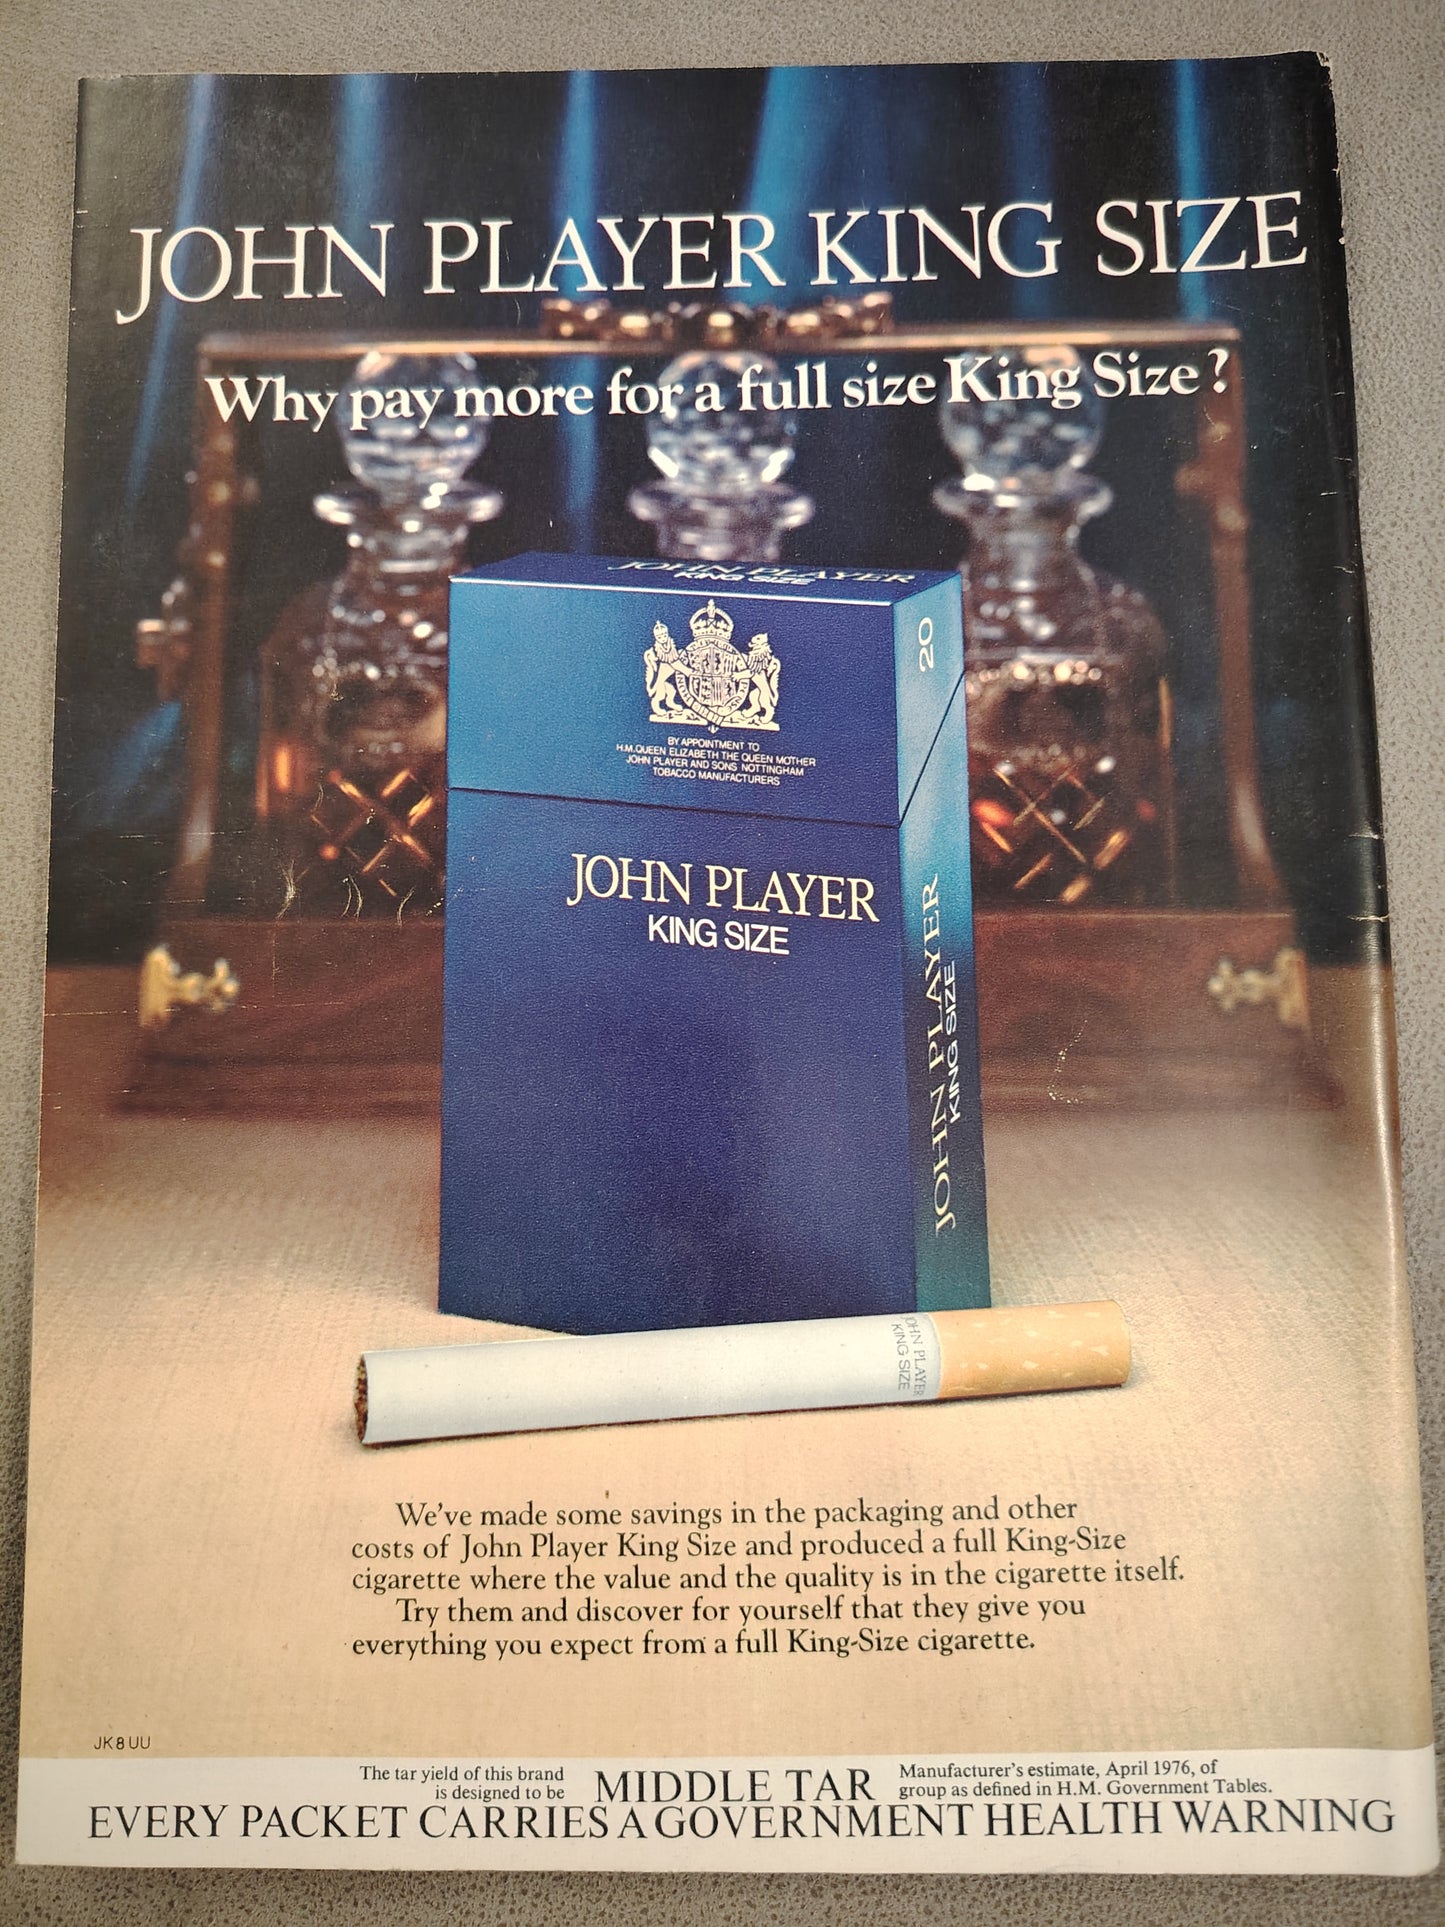 JOHN PLAYER KING SIZE
Why pay more for a full size King Size?
JOHN PLAYER
KING SIZE
20
BY APPOINTMENT TO
H.M.QUEEN ELIZABETH THE QUEEN MOTHER
JOHN PLAYER AND SONS NOTTINGHAM
TOBACCO MANUFACTURERS
JOHN PLAYER
KING SIZE
JOHN PLAYER
KING SIZE
JOHN PLAYER
KING SIZE
We've made some savings in the packaging and other
costs of John Player King Size and produced a full King-Size
cigarette where the value and the quality is in the cigarette itself.
Try them and discover for yourself that they give you
everything you expect from a full King-Size cigarette.
JK8UU
The tar yield of this brand
is designed to be
MIDDLE TAR
Manufacturer's estimate, April 1976, of
group as defined in H.M. Government Tables.
EVERY PACKET CARRIES A GOVERNMENT HEALTH WARNING